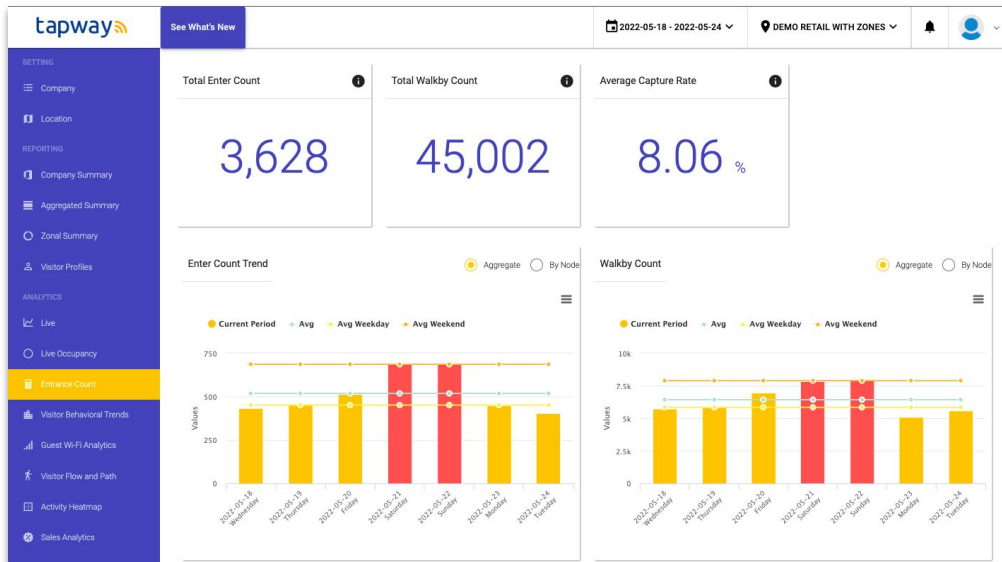 tapway
See What's New
2022-05-18 - 2022-05-24
DEMO RETAIL WITH ZONES
SETTING
Company
Location
REPORTING
Company Summary
Aggregated Summary
Zonal Summary
Visitor Profiles
ANALYTICS
Live
Live Occupancy
Entrance Count
Visitor Behavioral Trends
Guest Wi-Fi Analytics
Visitor Flow and Path
Activity Heatmap
Sales Analytics
Total Enter Count
3,628
Total Walkby Count
45,002
Average Capture Rate
8.06 %
Enter Count Trend
Aggregate By Node
Current Period Avg Avg Weekday Avg Weekend
Values
750
500
250
0
2022-05-18 Wednesday
2022-05-19 Thursday
2022-05-20 Friday
2022-05-21 Saturday
2022-05-22 Sunday
2022-05-23 Monday
2022-05-24 Tuesday
Walkby Count
Aggregate By Node
Current Period Avg Avg Weekday Avg Weekend
Values
10k
7.5k
5k
2.5k
0
2022-05-18 Wednesday
2022-05-19 Thursday
2022-05-20 Friday
2022-05-21 Saturday
2022-05-22 Sunday
2022-05-23 Monday
2022-05-24 Tuesday